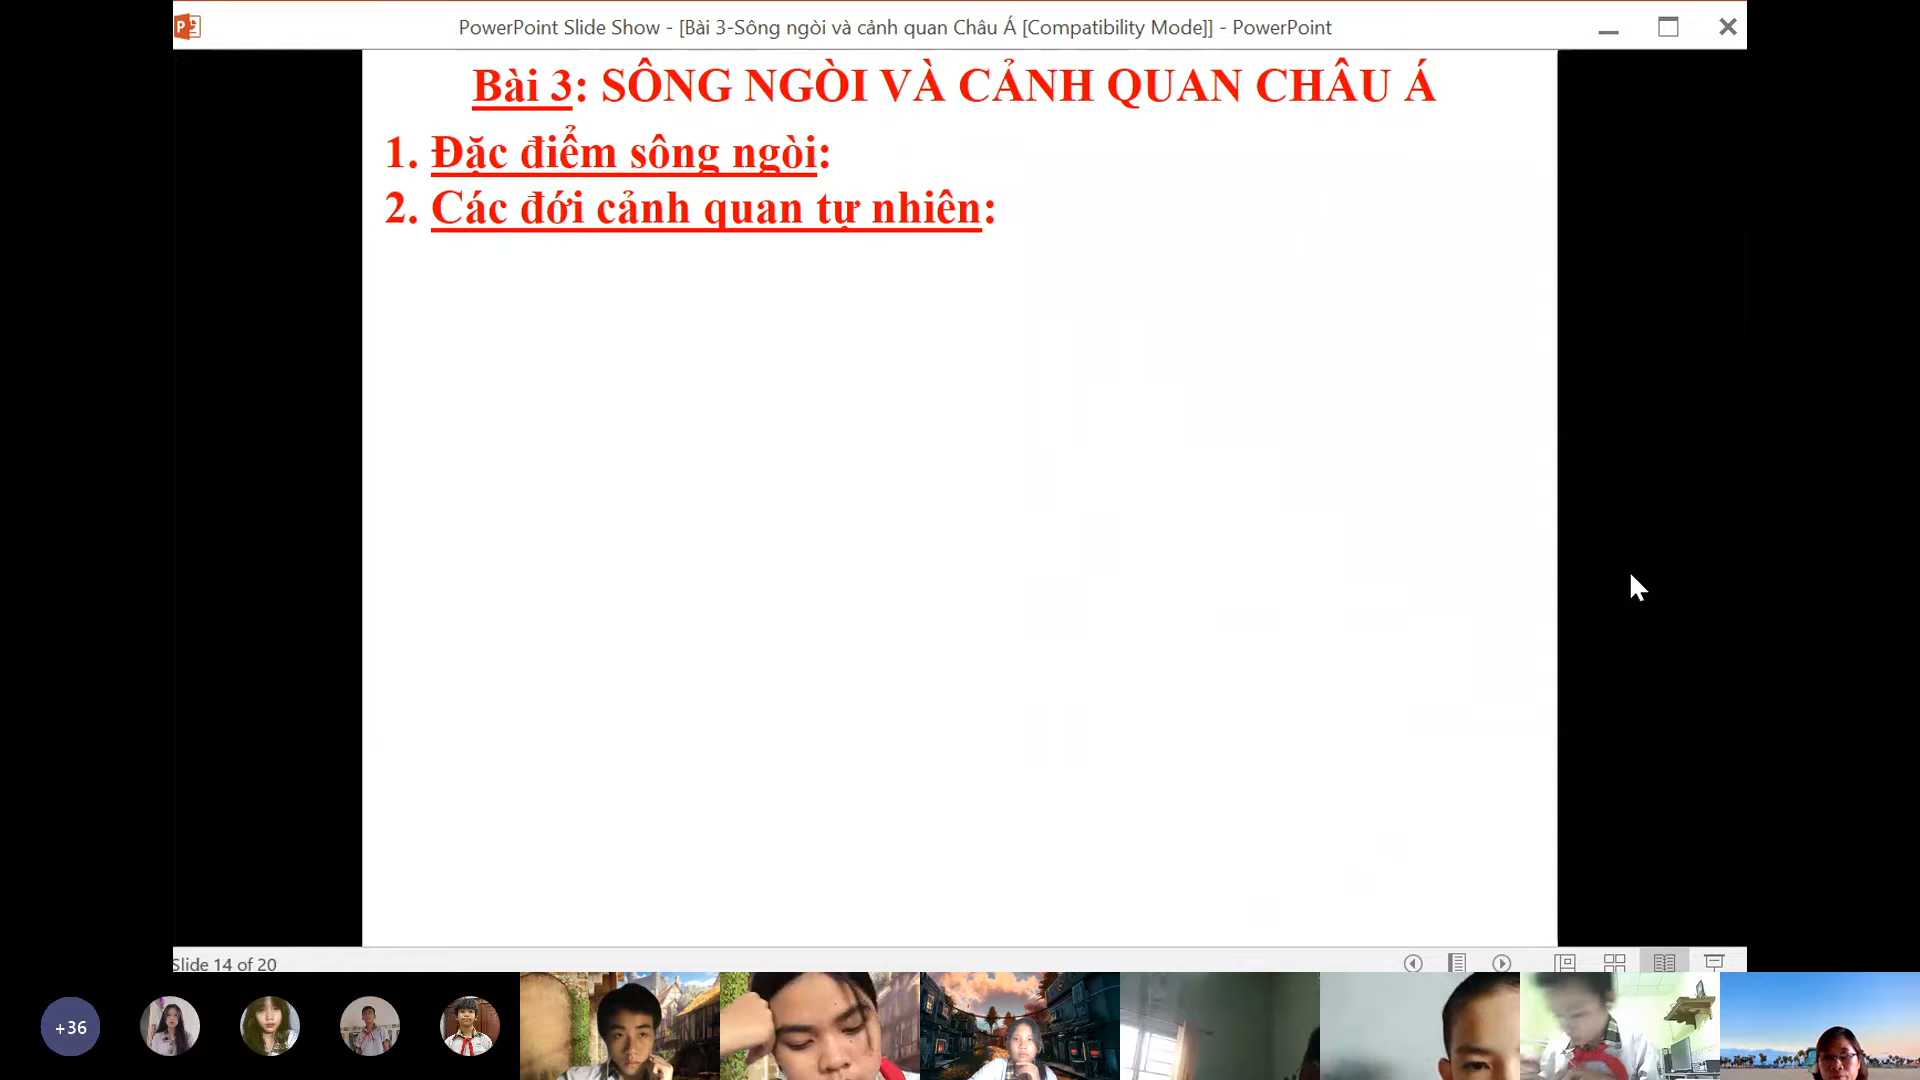 PowerPoint Slide Show - [Bài 3-Sông ngòi và cảnh quan Châu Á [Compatibility Mode]] - PowerPoint
Bài 3: SÔNG NGÒI VÀ CẢNH QUAN CHÂU Á
1. Đặc điểm sông ngòi:
2. Các đới cảnh quan tự nhiên:
Slide 14 of 20
+36